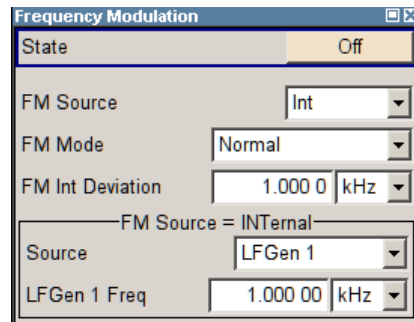 Frequency Modulation
State Off
FM Source Int
FM Mode Normal
FM Int Deviation 1.000 0 kHz
FM Source = INTernal
Source LFGen 1
LFGen 1 Freq 1.000 00 kHz